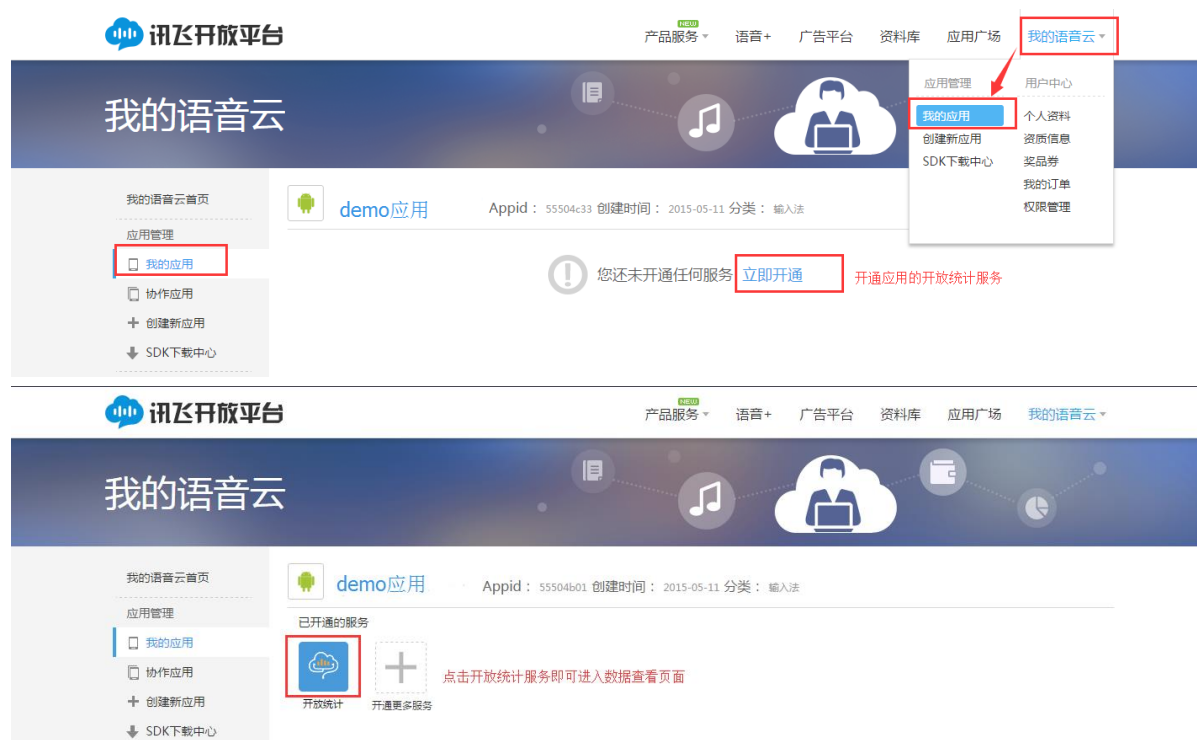 讯飞开放平台
NEW
产品服务 语音+ 广告平台 资料库 应用广场 我的语音云
我的语音云
应用管理 用户中心
我的应用 个人资料
创建新应用 资质信息
SDK下载中心 奖品券
我的订单
权限管理
我的语音云首页
应用管理
我的应用
协作应用
创建新应用
SDK下载中心
demo应用 Appid： 55504c33 创建时间： 2015-05-11 分类： 输入法
您还未开通任何服务 立即开通 开通应用的开放统计服务
讯飞开放平台
NEW
产品服务 语音+ 广告平台 资料库 应用广场 我的语音云
我的语音云
我的语音云首页
应用管理
我的应用
协作应用
创建新应用
SDK下载中心
demo应用 Appid： 55504b01 创建时间： 2015-05-11 分类： 输入法
已开通的服务
点击开放统计服务即可进入数据查看页面
开放统计 开通更多服务